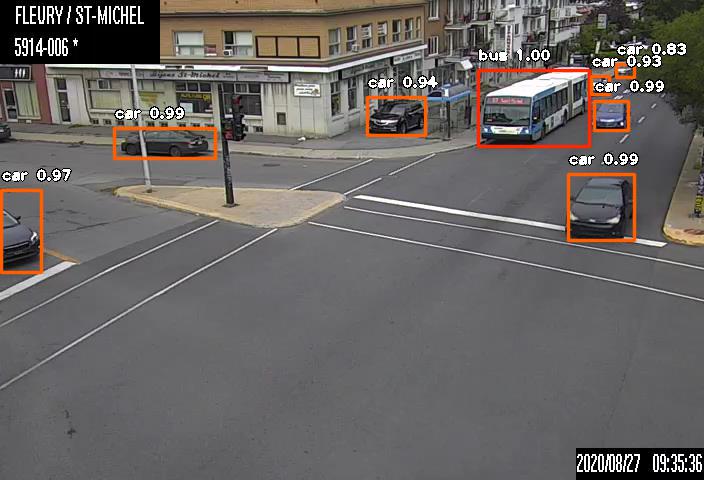 FLEURY / ST-MICHEL
5914-006 *
bus 1.00
car 0.83
car 0.93
car 0.94
car 0.99
car 0.99
car 0.99
car 0.97
2020/08/27 09:35:36